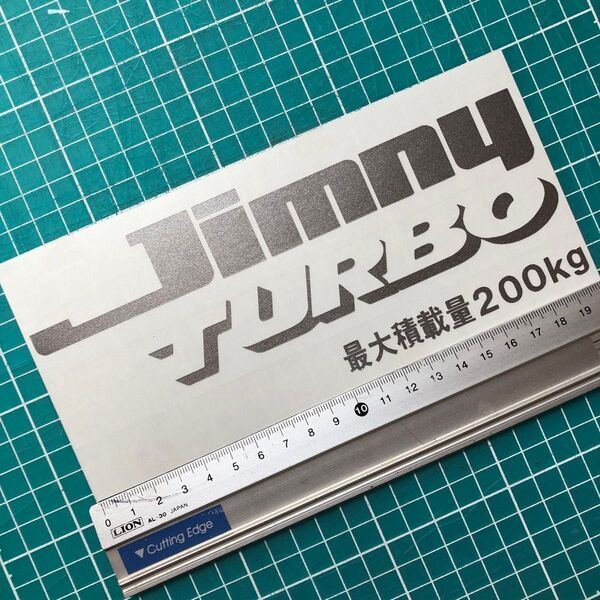 Jimny
TURBO
最大積載量200kg
0 1 2 3 4 5 6 7 8 9 10 11 12 13 14 15 16 17 18 19
LION AL-30 JAPAN
▼Cutting Edge